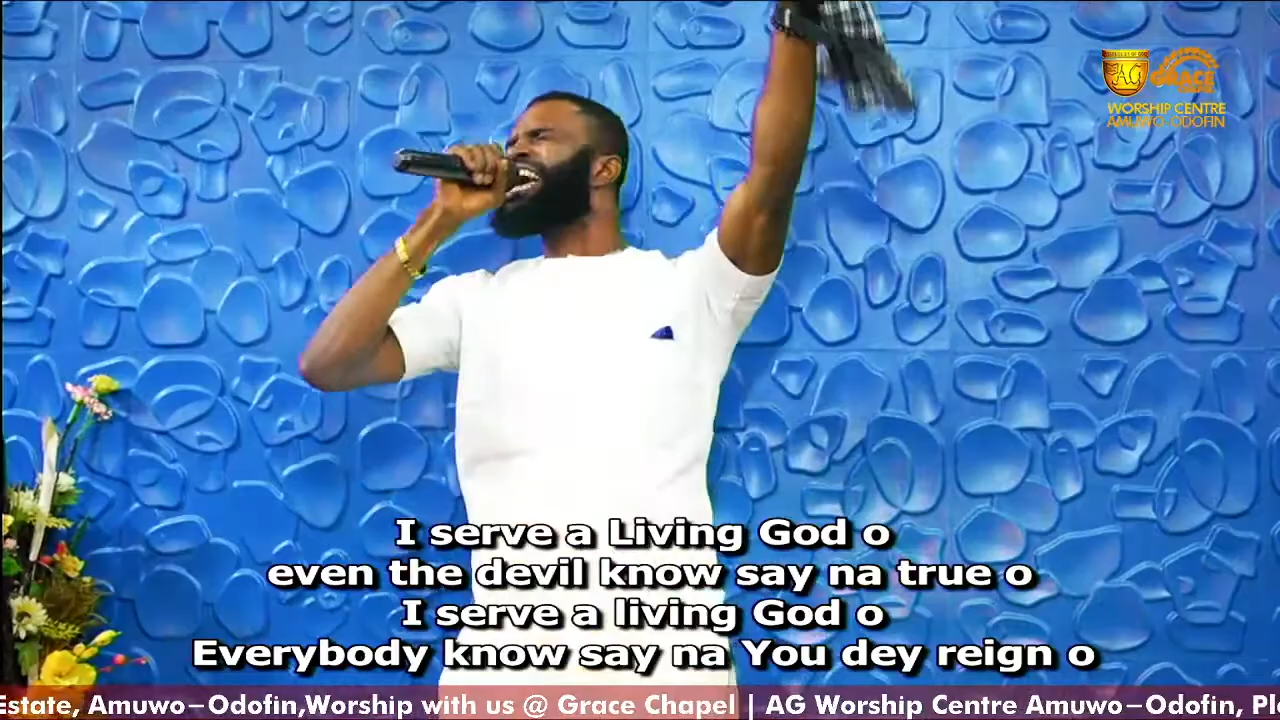 AG
GRACE
WORSHIP CENTRE
AMUWO-ODOFIN
I serve a Living God o
even the devil know say na true o
I serve a living God o
Everybody know say na You dey reign o
Estate, Amuwo-Odofin,Worship with us @ Grace Chapel | AG Worship Centre Amuwo-Odofin, Pl